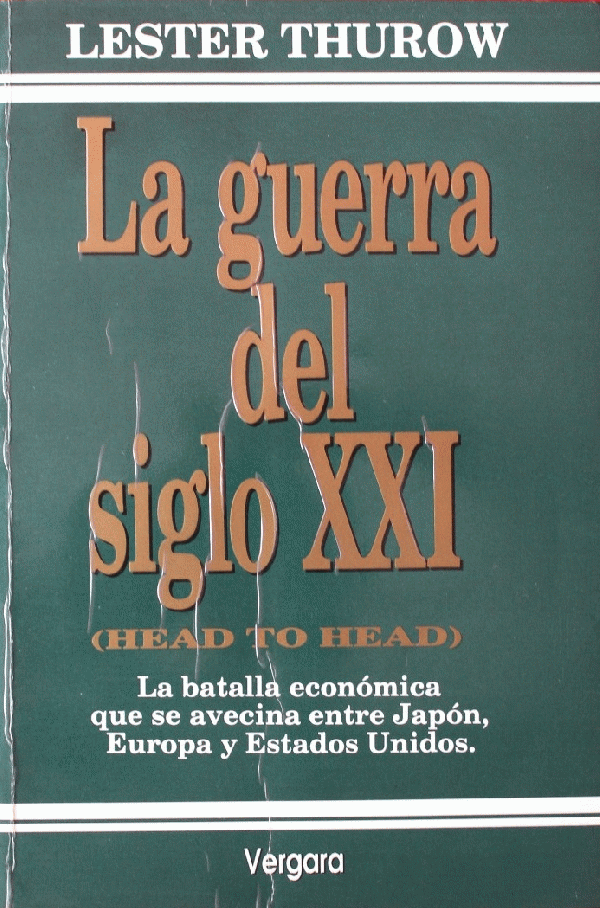 LESTER THUROW
La guerra
del
siglo XXI
(HEAD TO HEAD)
La batalla económica
que se avecina entre Japón,
Europa y Estados Unidos.
Vergara